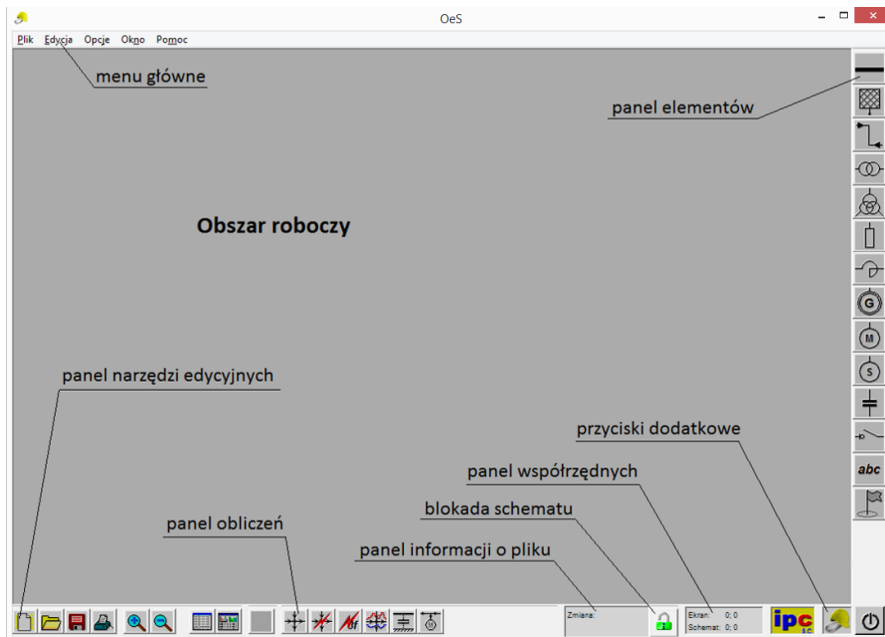 OeS
Plik Edycja Opcje Okno Pomoc
menu główne
panel elementów
Obszar roboczy
panel narzędzi edycyjnych
przyciski dodatkowe
panel współrzędnych
blokada schematu
panel obliczeń
panel informacji o pliku
G
M
S
abc
Zmiana:
Ekran: 0; 0
Schemat: 0; 0
ipc